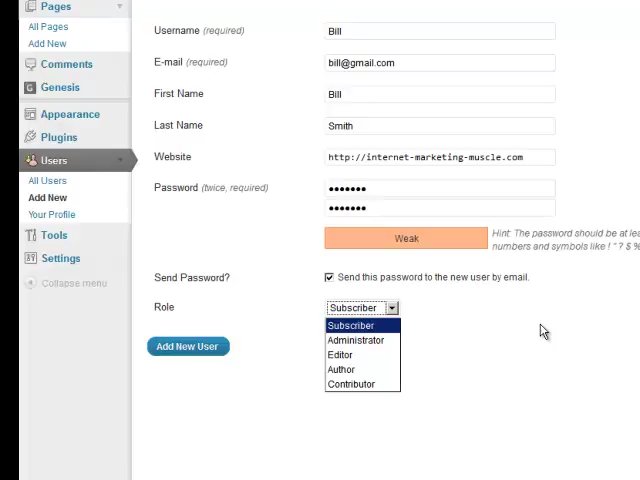 Pages
All Pages
Add New
Comments
Genesis
Appearance
Plugins
Users
All Users
Add New
Your Profile
Tools
Settings
Collapse menu
Username (required)
Bill
E-mail (required)
bill@gmail.com
First Name
Bill
Last Name
Smith
Website
http://internet-marketing-muscle.com
Password (twice, required)
Weak
Hint: The password should be at lea
numbers and symbols like ! " ? $ %
Send Password?
Send this password to the new user by email.
Role
Subscriber
Subscriber
Administrator
Editor
Author
Contributor
Add New User